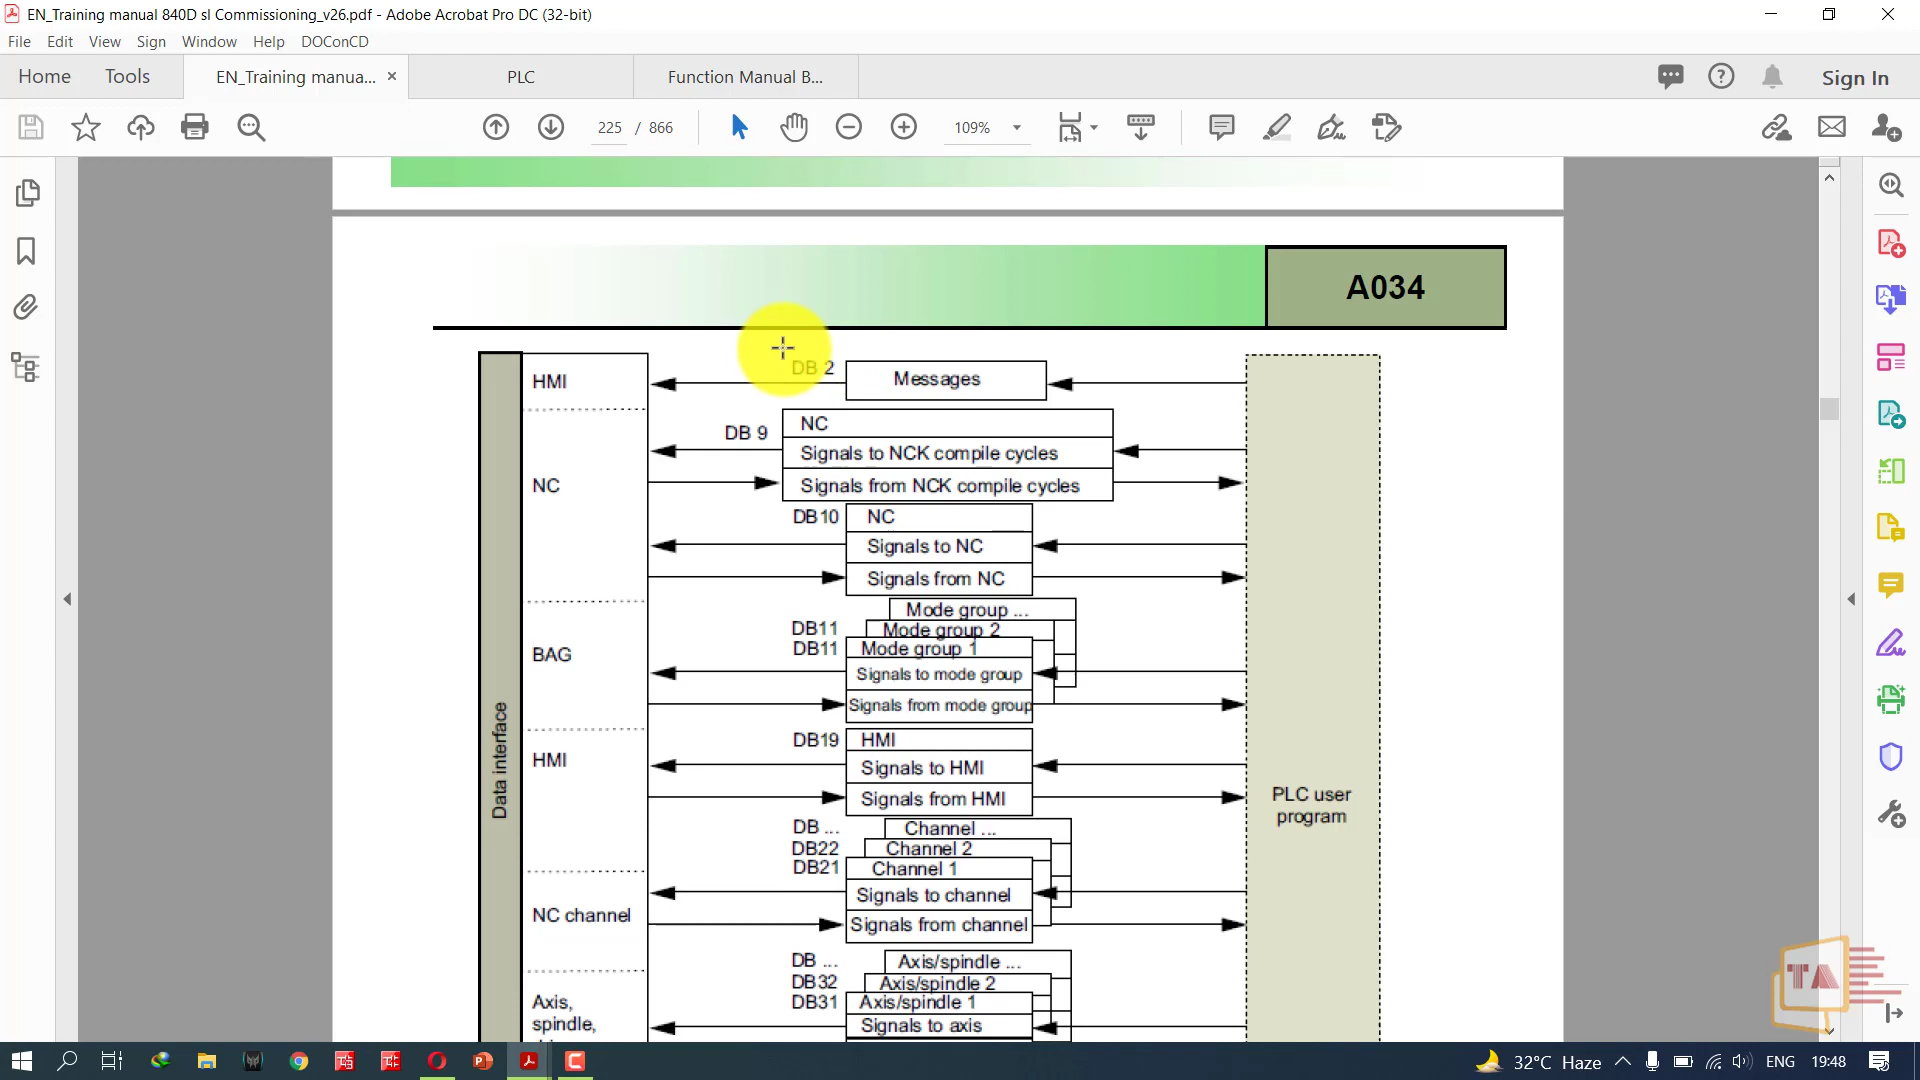 EN_Training manual 840D sl Commissioning_v26.pdf - Adobe Acrobat Pro DC (32-bit)
File Edit View Sign Window Help DOConCD
Home Tools EN_Training manua... × PLC Function Manual B... Sign In
225 / 866 109%
A034
HMI DB 2 Messages
DB 9 NC
Signals to NCK compile cycles
NC Signals from NCK compile cycles
DB10 NC
Signals to NC
Signals from NC
Mode group ...
DB11 Mode group 2
DB11 Mode group 1
BAG Signals to mode group
Signals from mode group
DB19 HMI
HMI Signals to HMI
Signals from HMI
Data interface
PLC user
program
DB ... Channel ...
DB22 Channel 2
DB21 Channel 1
Signals to channel
NC channel Signals from channel
DB ... Axis/spindle ...
DB32 Axis/spindle 2
DB31 Axis/spindle 1
Axis,
spindle, Signals to axis
TA
32°C Haze ENG 19:48